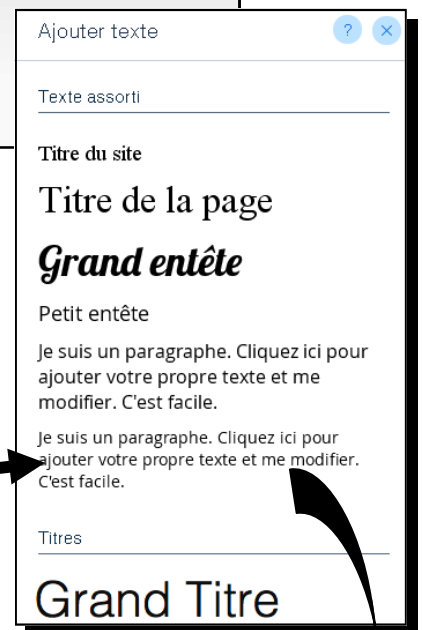 Ajouter texte
?
×
Texte assorti
Titre du site
Titre de la page
Grand entête
Petit entête
Je suis un paragraphe. Cliquez ici pour
ajouter votre propre texte et me
modifier. C'est facile.
Je suis un paragraphe. Cliquez ici pour
ajouter votre propre texte et me modifier.
C'est facile.
Titres
Grand Titre